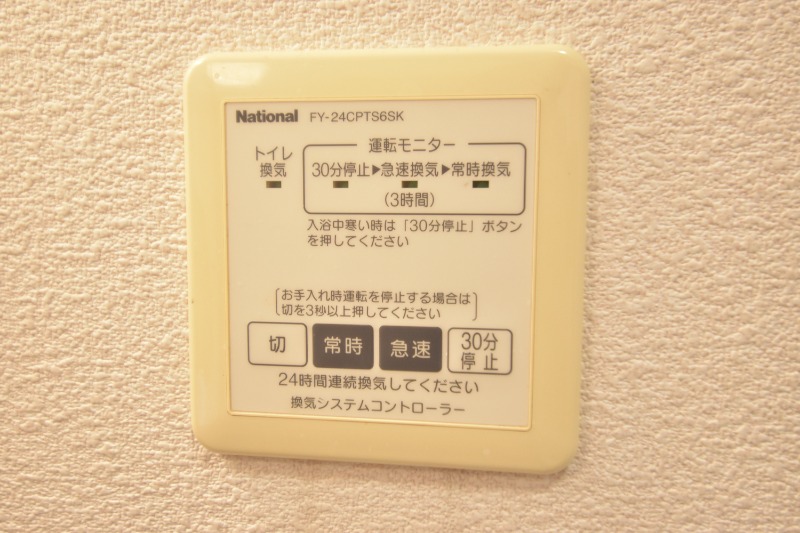 National FY-24CPTS6SK
運転モニター
トイレ
換気
30分停止▶急速換気▶常時換気
(3時間)
入浴中寒い時は「30分停止」ボタン
を押してください
お手入れ時運転を停止する場合は
切を3秒以上押してください
切 常時 急速 30分
停止
24時間連続換気してください
換気システムコントローラー